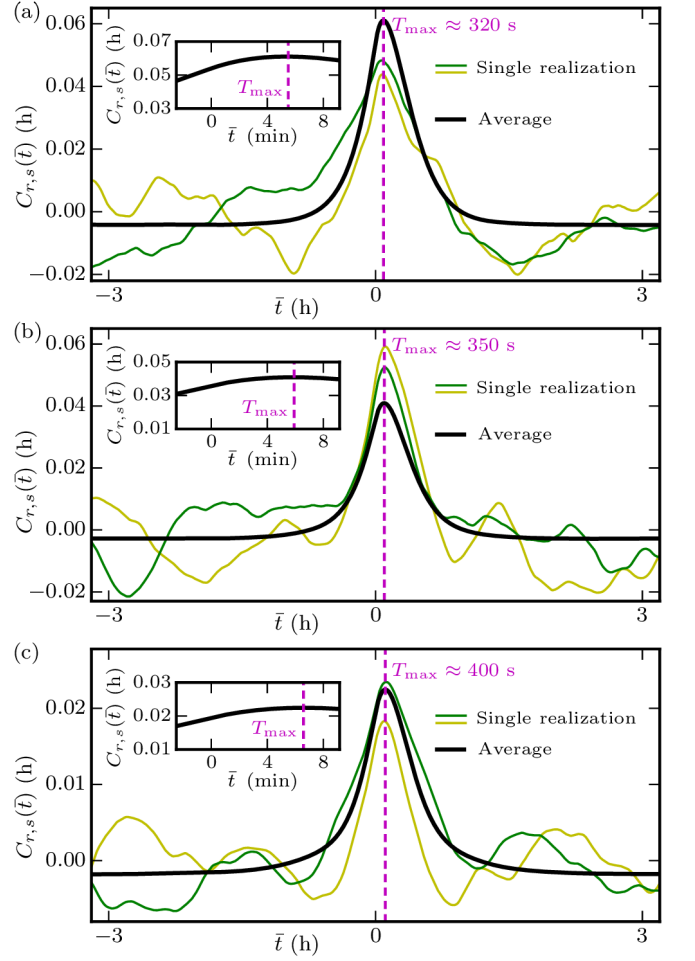 (a)
C_{r,s}(t̄) (h)
0.06
0.04
0.02
0.00
−0.02
−3
0
3
t̄ (h)
T_max ≈ 320 s
Single realization
Average
C_{r,s}(t̄) (h)
0.07
0.05
0.03
0
4
8
t̄ (min)
T_max
(b)
C_{r,s}(t̄) (h)
0.06
0.04
0.02
0.00
−0.02
−3
0
3
t̄ (h)
T_max ≈ 350 s
Single realization
Average
C_{r,s}(t̄) (h)
0.05
0.03
0.01
0
4
8
t̄ (min)
T_max
(c)
C_{r,s}(t̄) (h)
0.02
0.01
0.00
−3
0
3
t̄ (h)
T_max ≈ 400 s
Single realization
Average
C_{r,s}(t̄) (h)
0.03
0.02
0.01
0
4
8
t̄ (min)
T_max